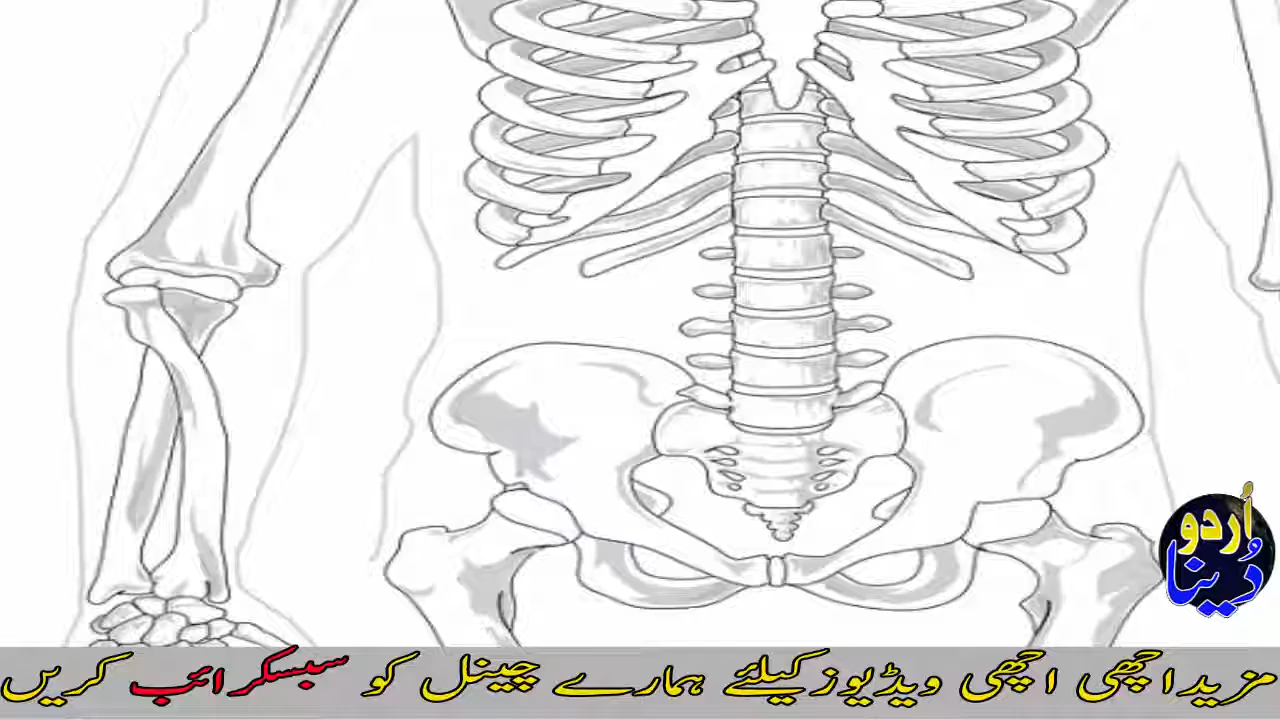 اُردو
دُنیا
مزید اچھی اچھی ویڈیوز کیلئے ہمارے چینل کو سبسکرائب کریں